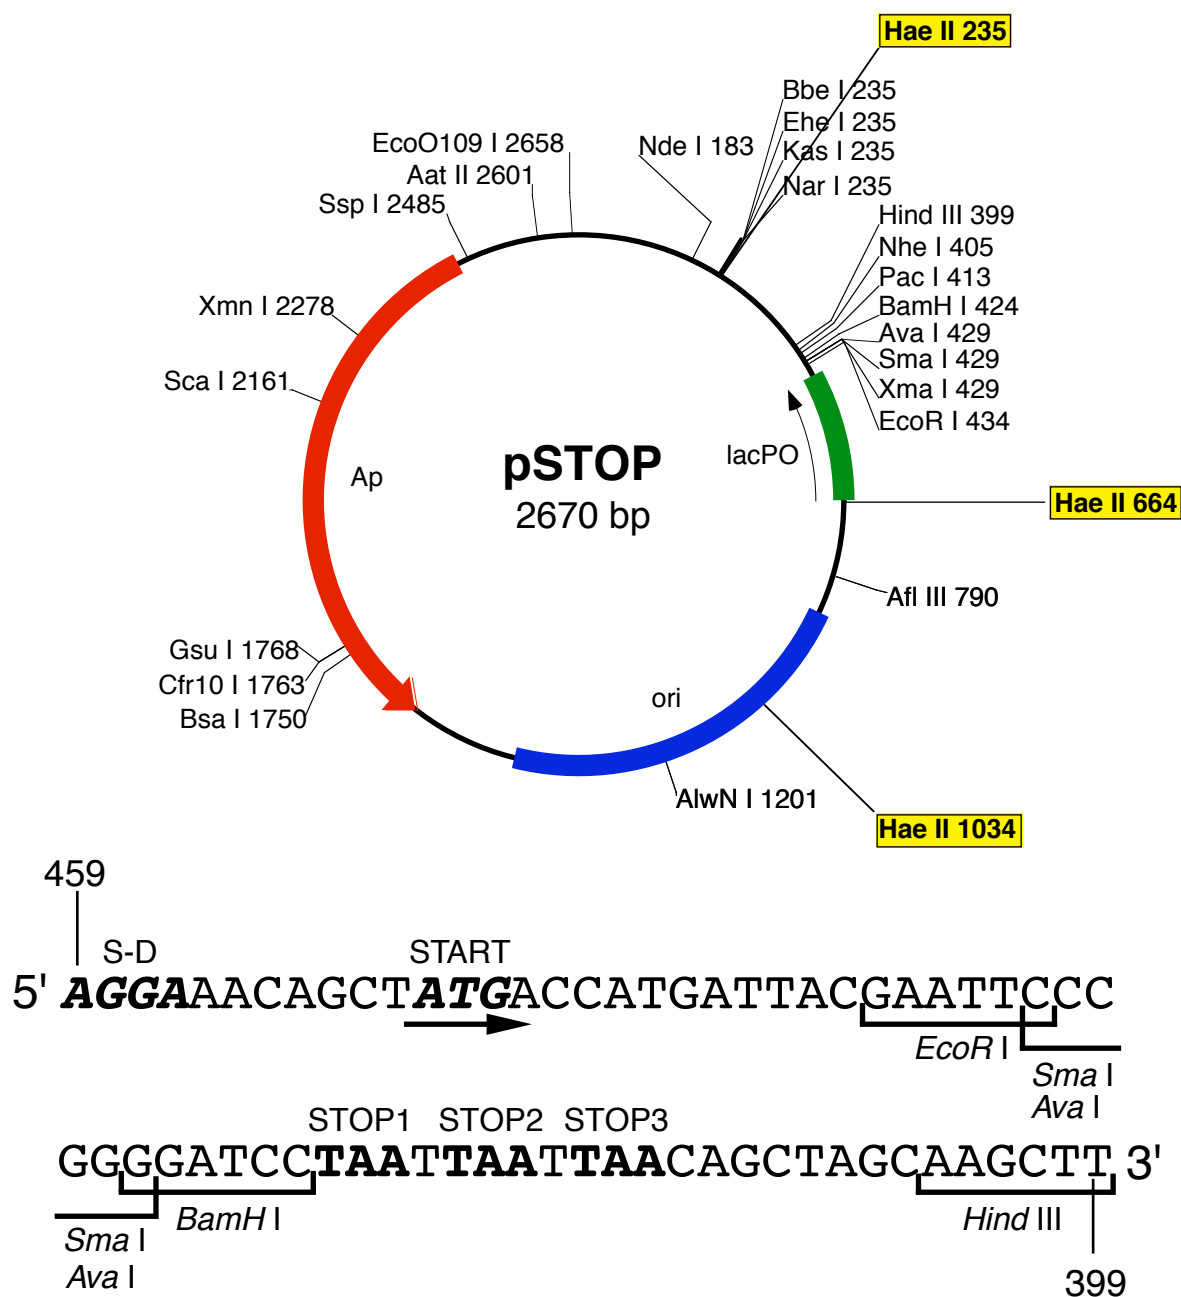 Hae II 235
Bbe I 235
Ehe I 235
Kas I 235
Nar I 235
EcoO109 I 2658
Nde I 183
Aat II 2601
Ssp I 2485
Hind III 399
Nhe I 405
Pac I 413
BamH I 424
Ava I 429
Sma I 429
Xma I 429
EcoR I 434
Xmn I 2278
Sca I 2161
lacPO
pSTOP
2670 bp
Ap
Hae II 664
Afl III 790
Gsu I 1768
Cfr10 I 1763
Bsa I 1750
ori
AlwN I 1201
Hae II 1034
459
S-D START
5' AGGAAACAGCTATGACCATGATTACGAATTCCC
EcoR I
Sma I
Ava I
STOP1 STOP2 STOP3
GGGGATCCTAATTAATTAACAGCTAGCAAGCTT 3'
BamH I
Hind III
Sma I
Ava I
399